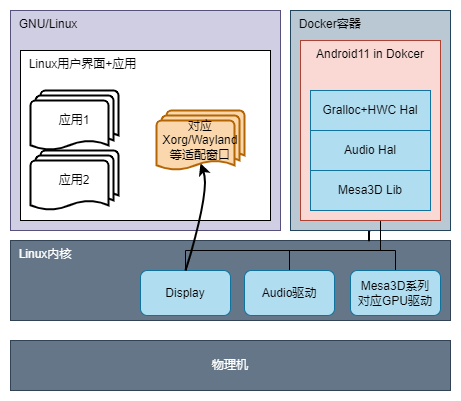 GNU/Linux
Linux用户界面+应用
应用1
应用2
对应
Xorg/Wayland
等适配窗口
Docker容器
Android11 in Dokcer
Gralloc+HWC Hal
Audio Hal
Mesa3D Lib
Linux内核
Display
Audio驱动
Mesa3D系列
对应GPU驱动
物理机